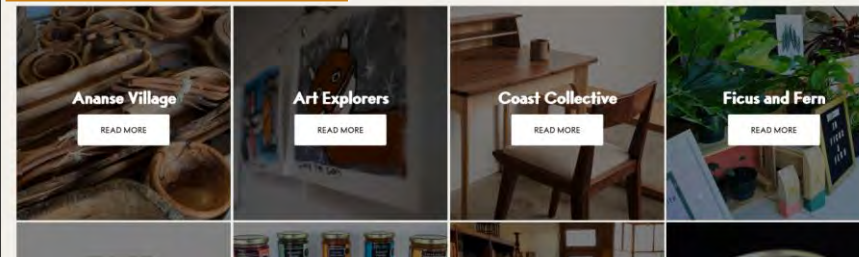 Ananse Village
Art Explorers
Coast Collective
Ficus and Fern
READ MORE
READ MORE
READ MORE
READ MORE